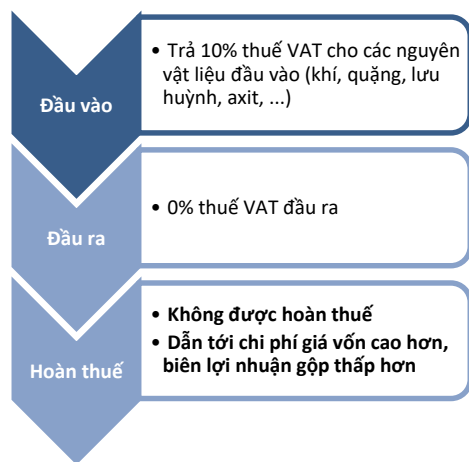 Đầu vào
• Trả 10% thuế VAT cho các nguyên
vật liệu đầu vào (khí, quặng, lưu
huỳnh, axit, ...)
Đầu ra
• 0% thuế VAT đầu ra
Hoàn thuế
• Không được hoàn thuế
• Dẫn tới chi phí giá vốn cao hơn,
biên lợi nhuận gộp thấp hơn